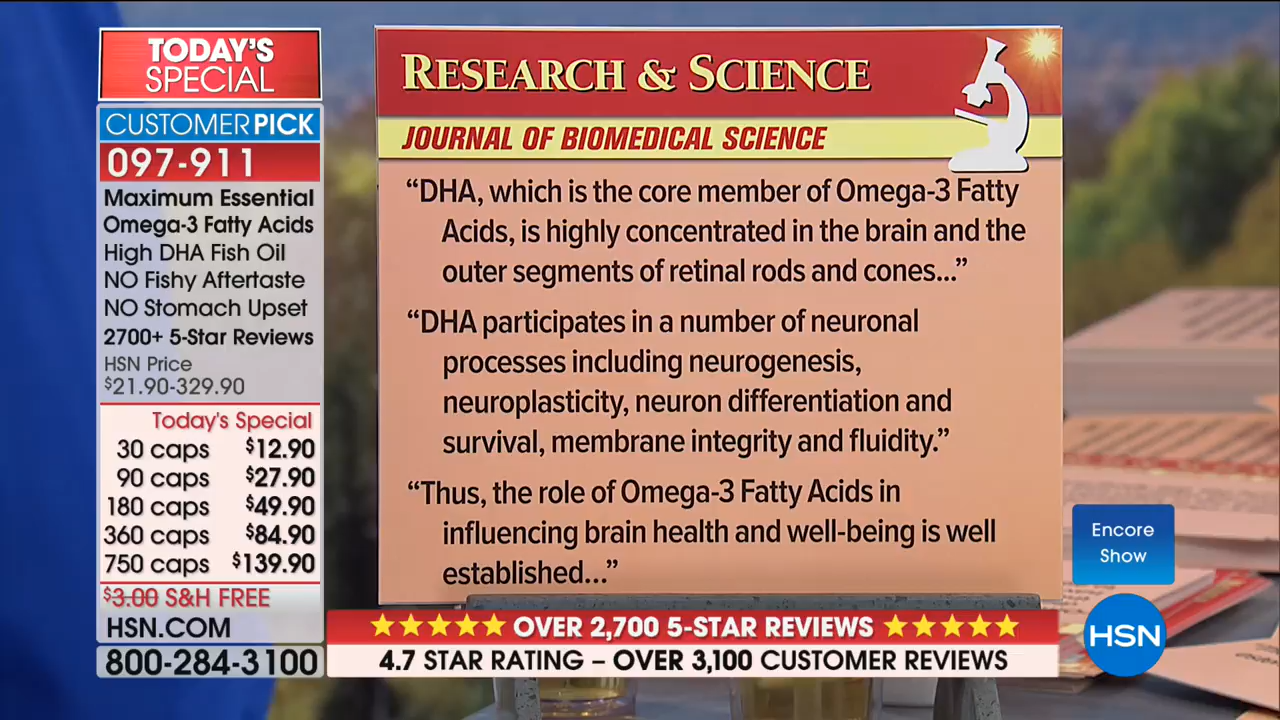 TODAY'S
SPECIAL
CUSTOMER PICK
097-911
Maximum Essential
Omega-3 Fatty Acids
High DHA Fish Oil
NO Fishy Aftertaste
NO Stomach Upset
2700+ 5-Star Reviews
HSN Price
$21.90-329.90
Today's Special
30 caps $12.90
90 caps $27.90
180 caps $49.90
360 caps $84.90
750 caps $139.90
$3.00 S&H FREE
HSN.COM
800-284-3100
RESEARCH & SCIENCE
JOURNAL OF BIOMEDICAL SCIENCE
“DHA, which is the core member of Omega-3 Fatty
Acids, is highly concentrated in the brain and the
outer segments of retinal rods and cones...”
“DHA participates in a number of neuronal
processes including neurogenesis,
neuroplasticity, neuron differentiation and
survival, membrane integrity and fluidity.”
“Thus, the role of Omega-3 Fatty Acids in
influencing brain health and well-being is well
established...”
Encore
Show
HSN
OVER 2,700 5-STAR REVIEWS
4.7 STAR RATING – OVER 3,100 CUSTOMER REVIEWS